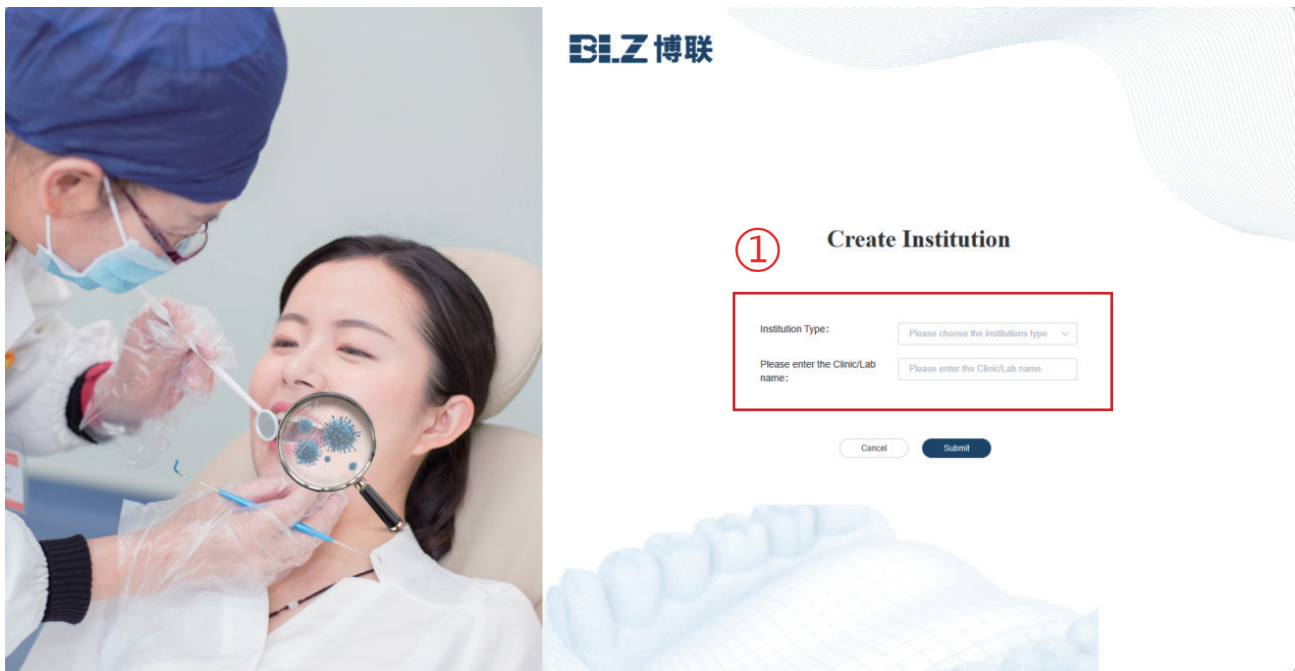 BLZ 博联
① Create Institution
Institution Type:
Please choose the institutions type
Please enter the Clinic/Lab
name:
Please enter the Clinic/Lab name
Cancel
Submit